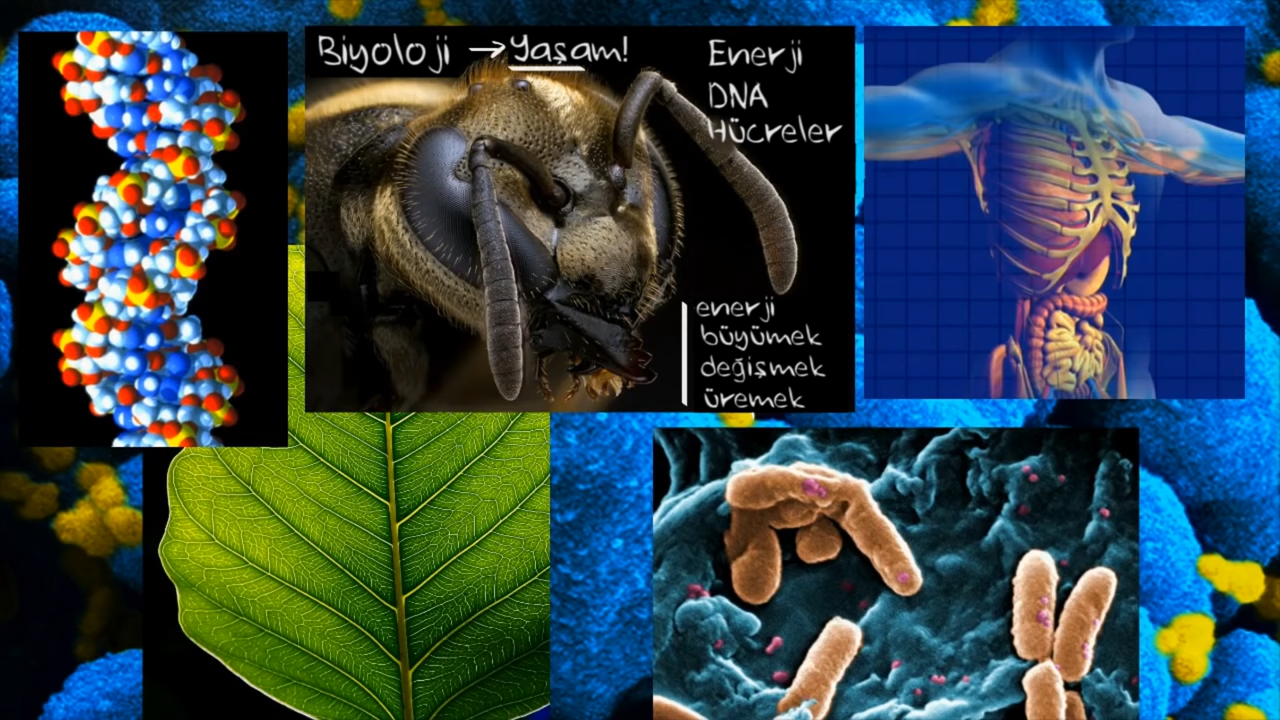 Biyoloji → Yaşam!
Enerji
DNA
Hücreler
enerji
büyümek
değişmek
üremek